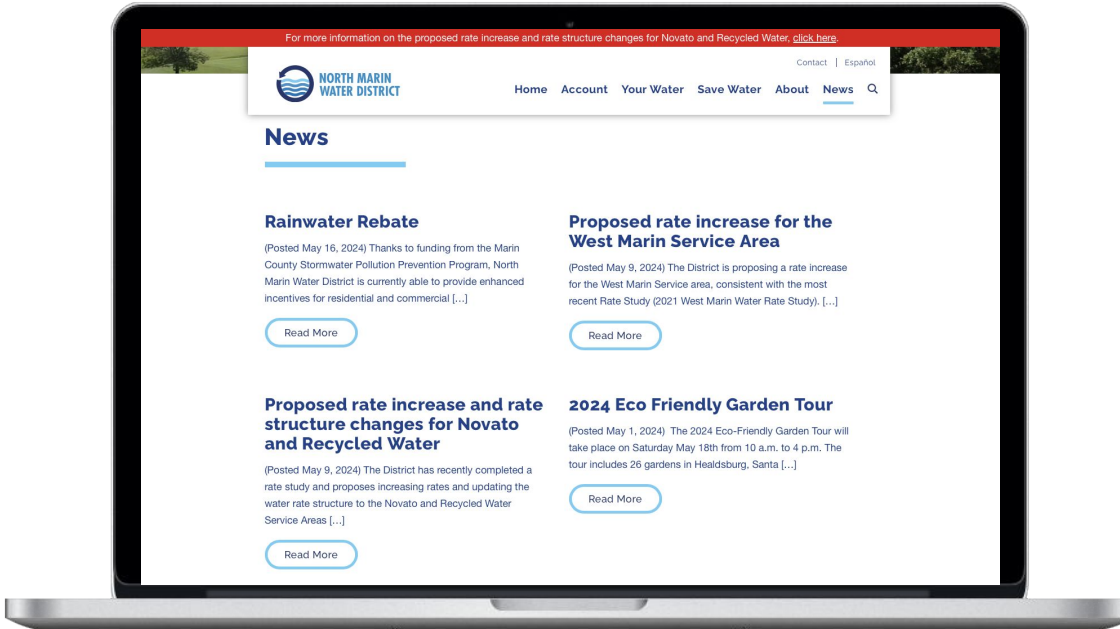 For more information on the proposed rate increase and rate structure changes for Novato and Recycled Water, click here.
Contact | Español
NORTH MARIN
WATER DISTRICT
Home Account Your Water Save Water About News
News
Rainwater Rebate
(Posted May 16, 2024) Thanks to funding from the Marin
County Stormwater Pollution Prevention Program, North
Marin Water District is currently able to provide enhanced
incentives for residential and commercial […]
Read More
Proposed rate increase for the
West Marin Service Area
(Posted May 9, 2024) The District is proposing a rate increase
for the West Marin Service area, consistent with the most
recent Rate Study (2021 West Marin Water Rate Study). […]
Read More
Proposed rate increase and rate
structure changes for Novato
and Recycled Water
(Posted May 9, 2024) The District has recently completed a
rate study and proposes increasing rates and updating the
water rate structure to the Novato and Recycled Water
Service Areas […]
Read More
2024 Eco Friendly Garden Tour
(Posted May 1, 2024)  The 2024 Eco-Friendly Garden Tour will
take place on Saturday May 18th from 10 a.m. to 4 p.m. The
tour includes 26 gardens in Healdsburg, Santa […]
Read More